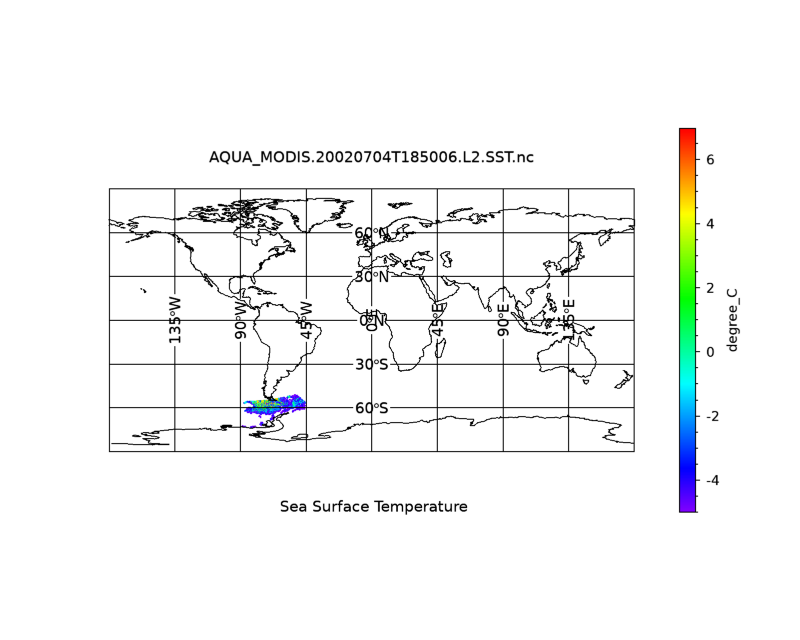 AQUA_MODIS.20020704T185006.L2.SST.nc
60°N
30°N
135°W
90°W
45°W
0°E
0°N
45°E
90°E
135°E
30°S
60°S
6
4
2
0
-2
-4
degree_C
Sea Surface Temperature